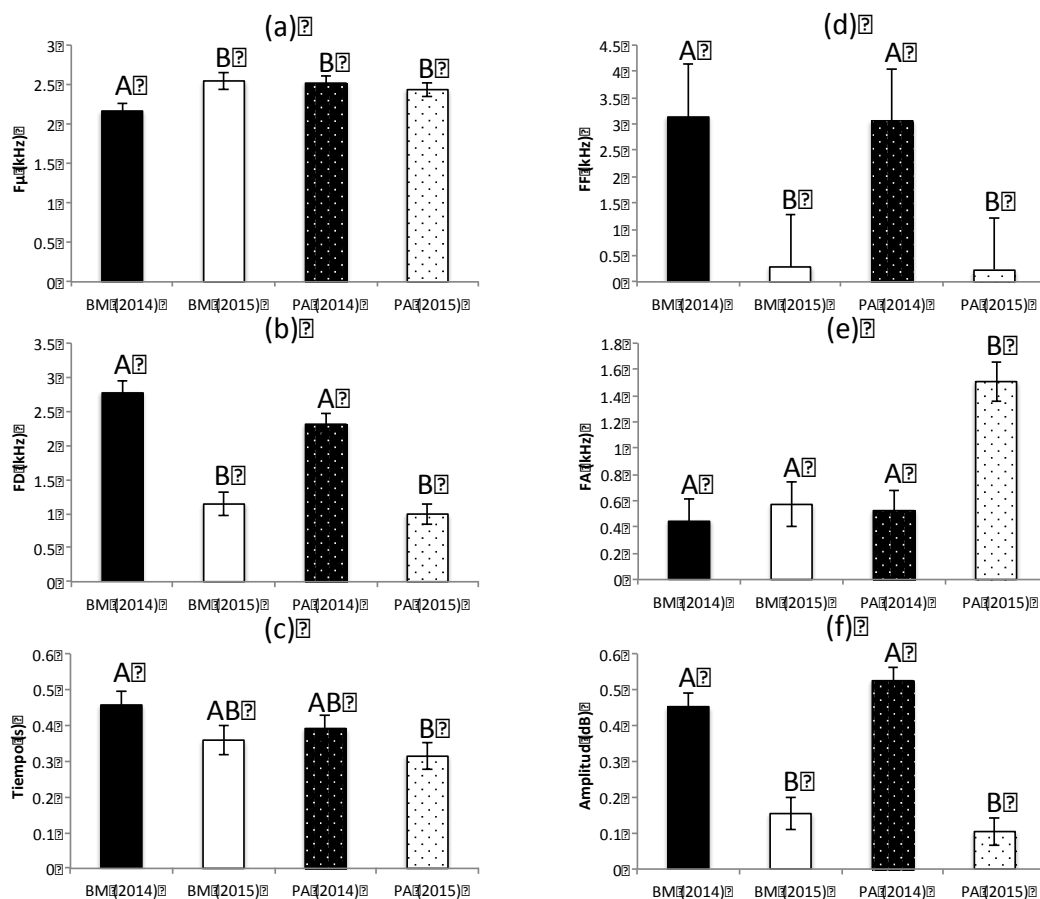 (a)
Fµ (kHz)
3
2.5
2
1.5
1
0.5
0
A
B
B
B
BM (2014)
BM (2015)
PA (2014)
PA (2015)
(b)
FD (kHz)
3.5
3
2.5
2
1.5
1
0.5
0
A
B
A
B
BM (2014)
BM (2015)
PA (2014)
PA (2015)
(c)
Tiempo (s)
0.6
0.5
0.4
0.3
0.2
0.1
0
A
AB
AB
B
BM (2014)
BM (2015)
PA (2014)
PA (2015)
(d)
FF (kHz)
4.5
4
3.5
3
2.5
2
1.5
1
0.5
0
A
B
A
B
BM (2014)
BM (2015)
PA (2014)
PA (2015)
(e)
FA (kHz)
1.8
1.6
1.4
1.2
1
0.8
0.6
0.4
0.2
0
A
A
A
B
BM (2014)
BM (2015)
PA (2014)
PA (2015)
(f)
Amplitud (dB)
0.6
0.5
0.4
0.3
0.2
0.1
0
A
B
A
B
BM (2014)
BM (2015)
PA (2014)
PA (2015)